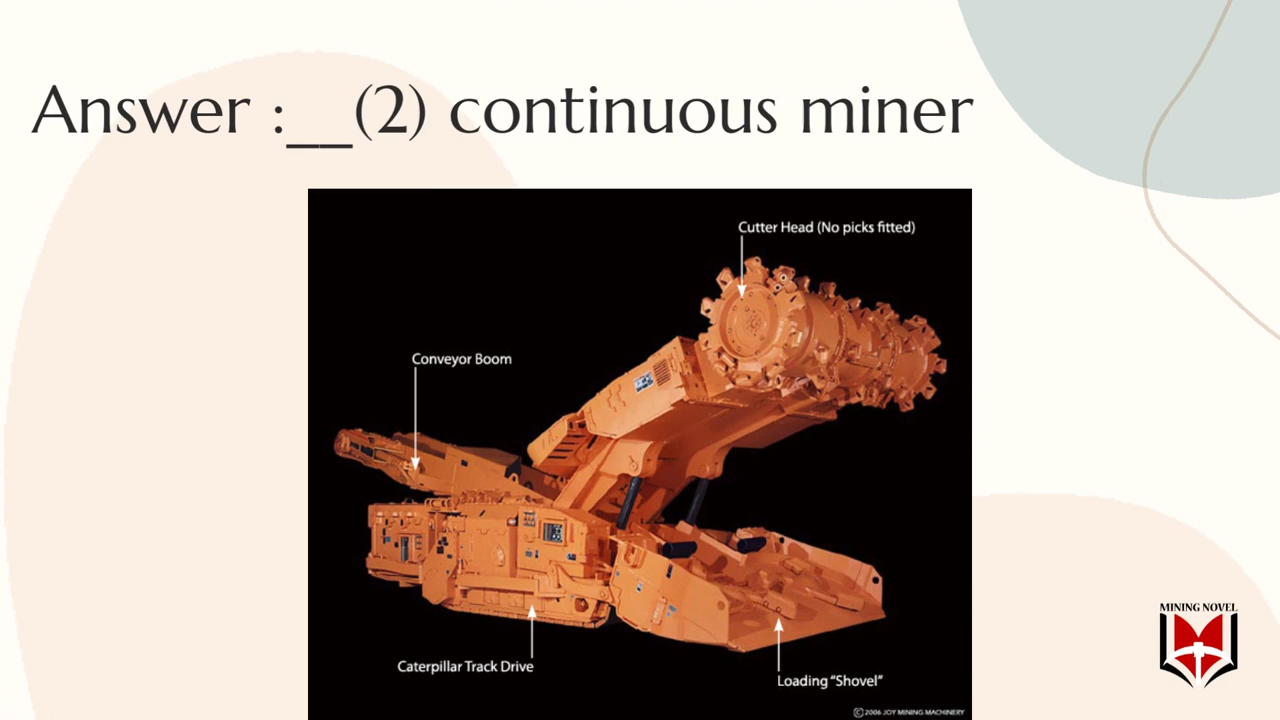 Answer :__(2) continuous miner
Cutter Head (No picks fitted)
Conveyor Boom
Caterpillar Track Drive
Loading “Shovel”
MINING NOVEL
©2006 JOY MINING MACHINERY